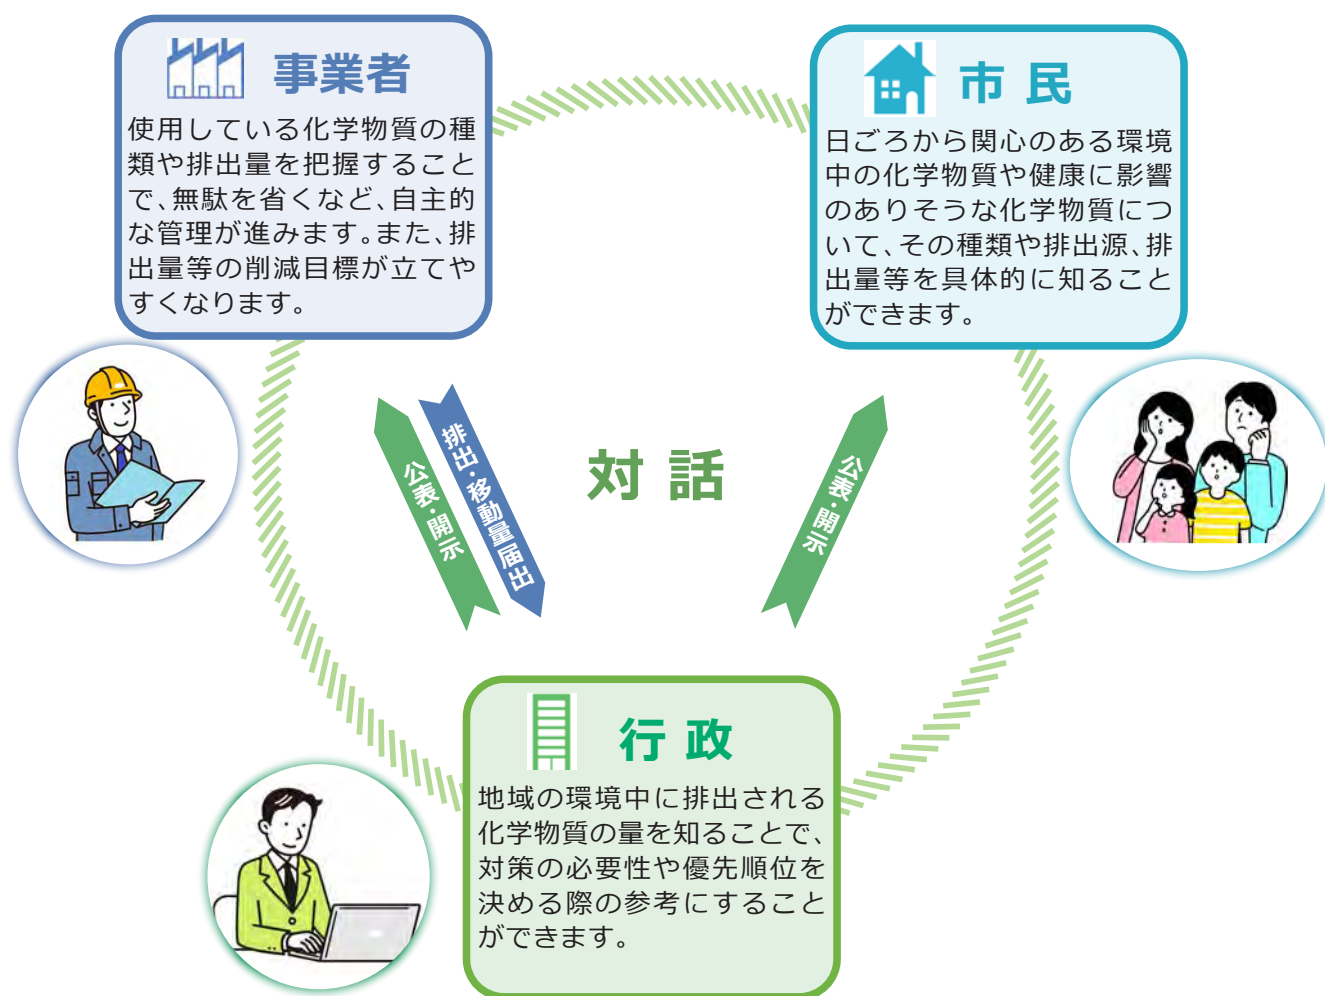 事業者
使用している化学物質の種
類や排出量を把握すること
で、無駄を省くなど、自主的
な管理が進みます。また、排
出量等の削減目標が立てや
すくなります。
市民
日ごろから関心のある環境
中の化学物質や健康に影響
のありそうな化学物質につ
いて、その種類や排出源、排
出量等を具体的に知ること
ができます。
公表・開示
排出・移動量届出
対話
公表・開示
行政
地域の環境中に排出される
化学物質の量を知ることで、
対策の必要性や優先順位を
決める際の参考にすること
ができます。